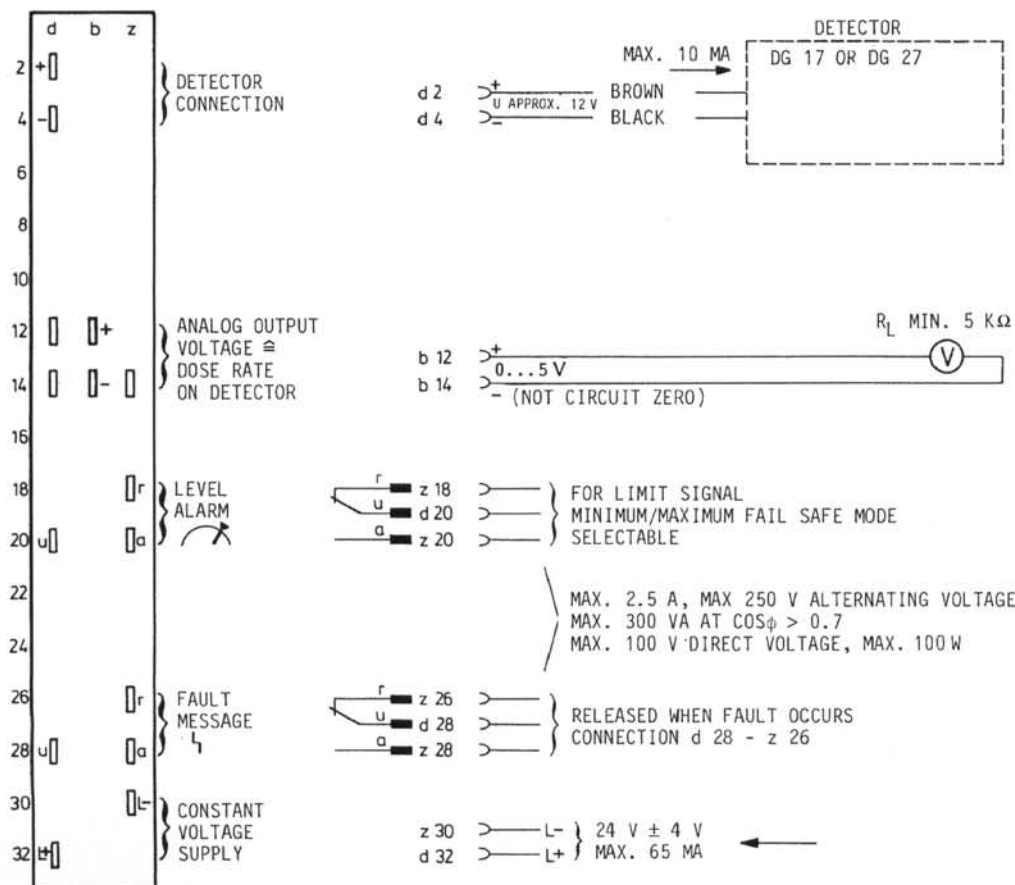 d b z
2 +
4 -
6
8
10
12 +
14 -
16
18 r
20 u a
22
24
26 r
28 u a
30 L-
32 L+
DETECTOR
CONNECTION
ANALOG OUTPUT
VOLTAGE ≙
DOSE RATE
ON DETECTOR
LEVEL
ALARM
FAULT
MESSAGE
CONSTANT
VOLTAGE
SUPPLY
DETECTOR
DG 17 OR DG 27
MAX. 10 MA
d 2 + BROWN
U APPROX. 12 V
d 4 - BLACK
R_L MIN. 5 KΩ
V
b 12 +
0...5 V
b 14
- (NOT CIRCUIT ZERO)
r z 18
u d 20
a z 20
FOR LIMIT SIGNAL
MINIMUM/MAXIMUM FAIL SAFE MODE
SELECTABLE
MAX. 2.5 A, MAX 250 V ALTERNATING VOLTAGE
MAX. 300 VA AT COSφ > 0.7
MAX. 100 V DIRECT VOLTAGE, MAX. 100 W
r z 26
u d 28
a z 28
RELEASED WHEN FAULT OCCURS
CONNECTION d 28 - z 26
z 30 L-
d 32 L+
24 V ± 4 V
MAX. 65 MA